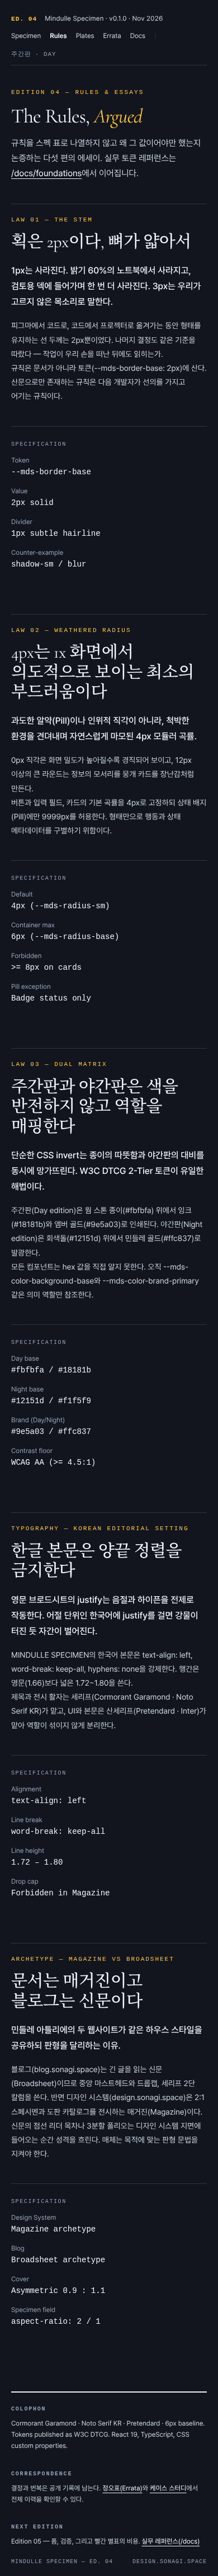 ED. 04 Mindulle Specimen · v0.1.0 · Nov 2026
Specimen Rules Plates Errata Docs
주간판 · DAY
EDITION 04 — RULES & ESSAYS
The Rules, Argued
규칙을 스펙 표로 나열하지 않고 왜 그 값이어야만 했는지
논증하는 다섯 편의 에세이. 실무 토큰 레퍼런스는
/docs/foundations에서 이어집니다.
LAW 01 — THE STEM
획은 2px이다, 뼈가 얇아서
1px는 사라진다. 밝기 60%의 노트북에서 사라지고,
검토용 덱에 들어가며 한 번 더 사라진다. 3px는 우리가
고르지 않은 목소리로 말한다.
피그마에서 코드로, 코드에서 프로젝터로 옮겨가는 동안 형태를
유지하는 선 두께는 2px뿐이었다. 나머지 결정도 같은 기준을
따랐다 — 작업이 우리 손을 떠난 뒤에도 읽히는가.
규칙은 문서가 아니라 토큰(--mds-border-base: 2px)에 산다.
산문으로만 존재하는 규칙은 다음 개발자가 선의를 가지고
어기는 규칙이다.
SPECIFICATION
Token
--mds-border-base
Value
2px solid
Divider
1px subtle hairline
Counter-example
shadow-sm / blur
LAW 02 — WEATHERED RADIUS
4px는 1x 화면에서
의도적으로 보이는 최소의
부드러움이다
과도한 알약(Pill)이나 인위적 직각이 아니라, 척박한
환경을 견뎌내며 자연스럽게 마모된 4px 모듈러 곡률.
0px 직각은 화면 밀도가 높아질수록 경직되어 보이고, 12px
이상의 큰 라운드는 정보의 모서리를 뭉개 카드를 장난감처럼
만든다.
버튼과 입력 필드, 카드의 기본 곡률을 4px로 고정하되 상태 배지
(Pill)에만 9999px를 허용한다. 형태만으로 행동과 상태
메타데이터를 구별하기 위함이다.
SPECIFICATION
Default
4px (--mds-radius-sm)
Container max
6px (--mds-radius-base)
Forbidden
>= 8px on cards
Pill exception
Badge status only
LAW 03 — DUAL MATRIX
주간판과 야간판은 색을
반전하지 않고 역할을
매핑한다
단순한 CSS invert는 종이의 따뜻함과 야간판의 대비를
동시에 망가뜨린다. W3C DTCG 2-Tier 토큰이 유일한
해법이다.
주간판(Day edition)은 웜 스톤 종이(#fbfbfa) 위에서 잉크
(#18181b)와 앰버 골드(#9e5a03)로 인쇄된다. 야간판(Night
edition)은 회색돌(#12151d) 위에서 민들레 골드(#ffc837)로
발광한다.
모든 컴포넌트는 hex 값을 직접 알지 못한다. 오직 --mds-
color-background-base와 --mds-color-brand-primary
같은 의미 역할만 참조한다.
SPECIFICATION
Day base
#fbfbfa / #18181b
Night base
#12151d / #f1f5f9
Brand (Day/Night)
#9e5a03 / #ffc837
Contrast floor
WCAG AA (>= 4.5:1)
TYPOGRAPHY — KOREAN EDITORIAL SETTING
한글 본문은 양끝 정렬을
금지한다
영문 브로드시트의 justify는 음절과 하이픈을 전제로
작동한다. 어절 단위인 한국어에 justify를 걸면 강물이
터진 듯 자간이 벌어진다.
MINDULLE SPECIMEN의 한국어 본문은 text-align: left,
word-break: keep-all, hyphens: none을 강제한다. 행간은
영문(1.66)보다 넓은 1.72~1.80을 쓴다.
제목과 전시 활자는 세리프(Cormorant Garamond · Noto
Serif KR)가 맡고, UI와 본문은 산세리프(Pretendard · Inter)가
맡아 역할이 섞이지 않게 분리한다.
SPECIFICATION
Alignment
text-align: left
Line break
word-break: keep-all
Line height
1.72 – 1.80
Drop cap
Forbidden in Magazine
ARCHETYPE — MAGAZINE VS BROADSHEET
문서는 매거진이고
블로그는 신문이다
민들레 아틀리에의 두 웹사이트가 같은 하우스 스타일을
공유하되 판형을 달리하는 이유.
블로그(blog.sonagi.space)는 긴 글을 읽는 신문
(Broadsheet)이므로 중앙 마스트헤드와 드롭캡, 세리프 2단
칼럼을 쓴다. 반면 디자인 시스템(design.sonagi.space)은 2:1
스페시멘과 도판 카탈로그를 전시하는 매거진(Magazine)이다.
신문의 점선 리더 목차나 3분할 폴리오는 디자인 시스템 지면에
들어오는 순간 성격을 흐린다. 매체는 목적에 맞는 판형 문법을
지켜야 한다.
SPECIFICATION
Design System
Magazine archetype
Blog
Broadsheet archetype
Cover
Asymmetric 0.9 : 1.1
Specimen field
aspect-ratio: 2 / 1
COLOPHON
Cormorant Garamond · Noto Serif KR · Pretendard · 6px baseline.
Tokens published as W3C DTCG. React 19, TypeScript, CSS
custom properties.
CORRESPONDENCE
결정과 번복은 공개 기록에 남는다. 정오표(Errata)와 케이스 스터디에서
전체 이력을 확인할 수 있다.
NEXT EDITION
Edition 05 — 폼, 검증, 그리고 빨간 별표의 비용. 실무 레퍼런스(/docs)
MINDULLE SPECIMEN — ED. 04 DESIGN.SONAGI.SPACE